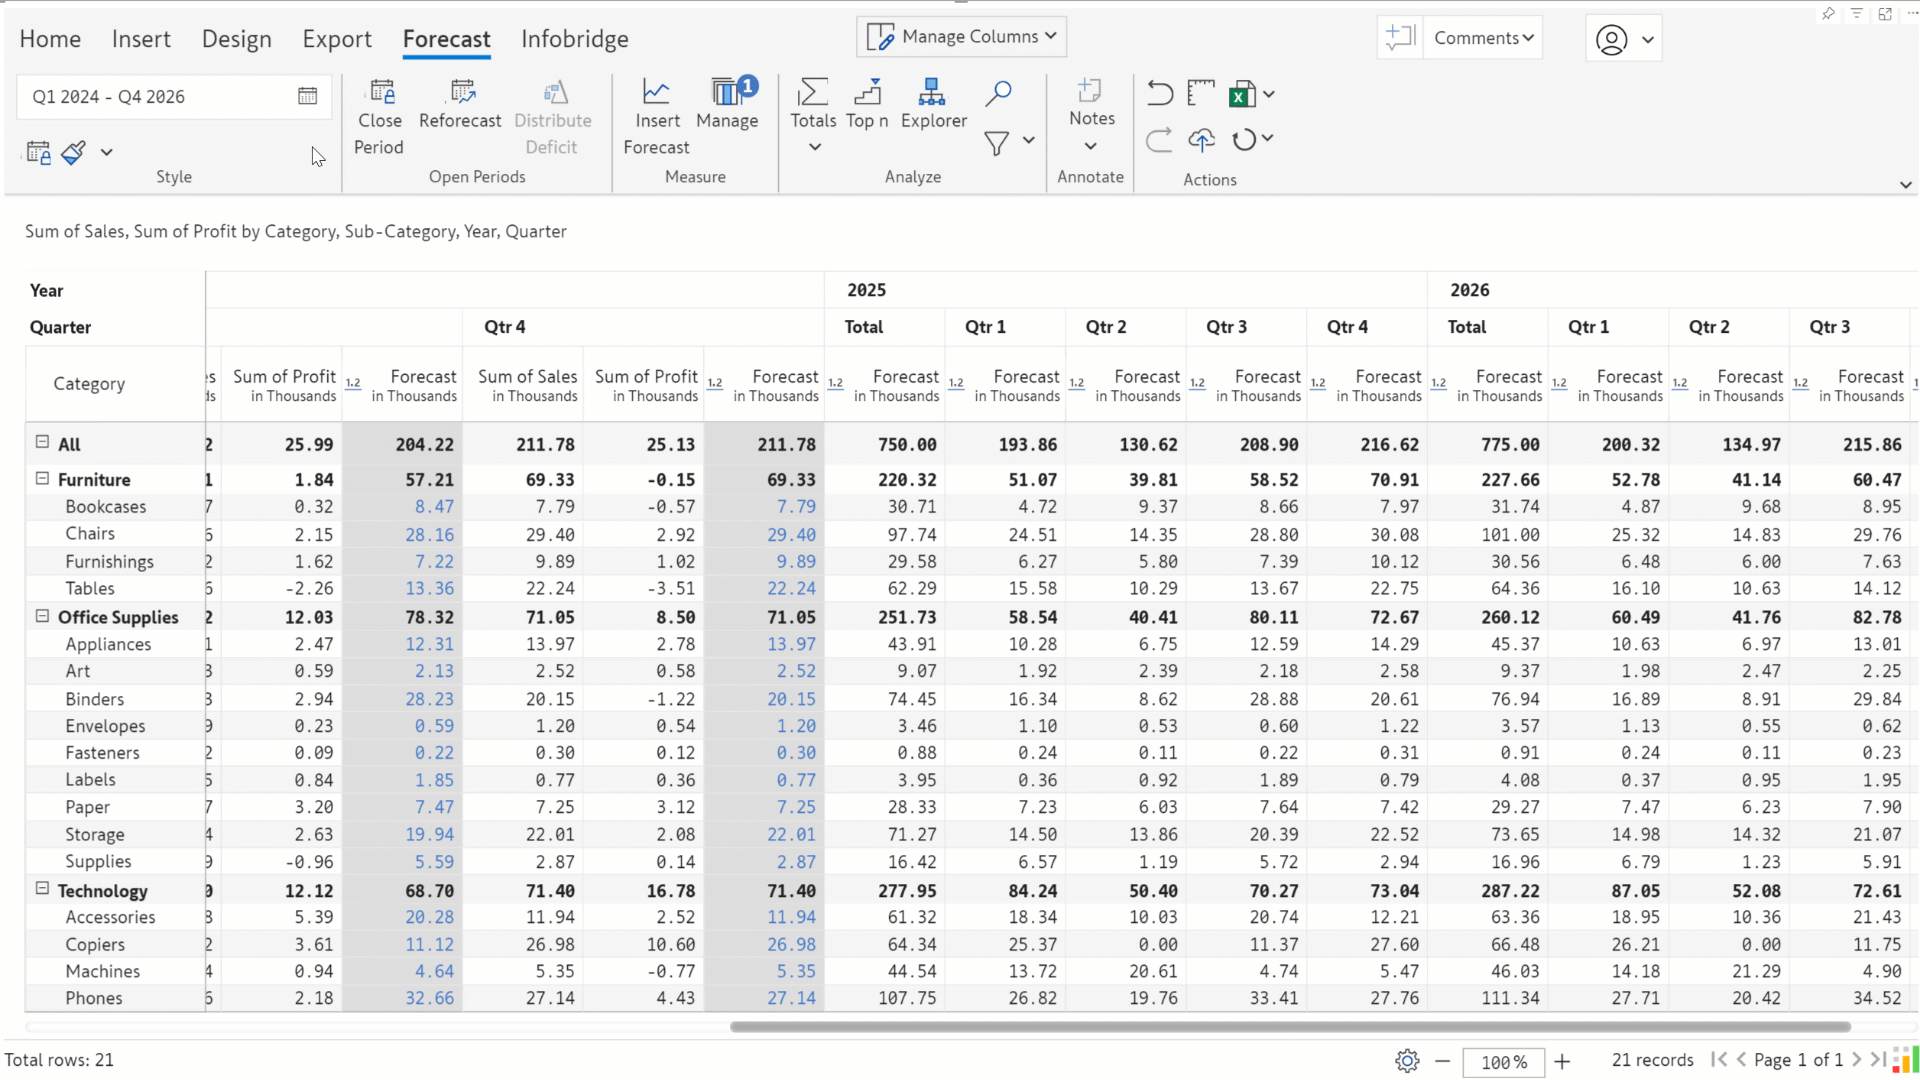 Home Insert Design Export Forecast Infobridge Manage Columns Comments
Q1 2024 - Q4 2026
Close Period Reforecast Distribute Deficit Insert Forecast Manage 1 Totals Top n Explorer Notes
Style Open Periods Measure Analyze Annotate Actions
Sum of Sales, Sum of Profit by Category, Sub-Category, Year, Quarter
Year 2025 2026
Quarter Qtr 4 Total Qtr 1 Qtr 2 Qtr 3 Qtr 4 Total Qtr 1 Qtr 2 Qtr 3
Category Sum of Profit 1.2 Forecast Sum of Sales Sum of Profit 1.2 Forecast 1.2 Forecast 1.2 Forecast 1.2 Forecast 1.2 Forecast 1.2 Forecast 1.2 Forecast 1.2 Forecast 1.2 Forecast 1.2 Forecast
in Thousands in Thousands in Thousands in Thousands in Thousands in Thousands in Thousands in Thousands in Thousands in Thousands in Thousands in Thousands in Thousands in Thousands
All 2 25.99 204.22 211.78 25.13 211.78 750.00 193.86 130.62 208.90 216.62 775.00 200.32 134.97 215.86
Furniture 1 1.84 57.21 69.33 -0.15 69.33 220.32 51.07 39.81 58.52 70.91 227.66 52.78 41.14 60.47
Bookcases 7 0.32 8.47 7.79 -0.57 7.79 30.71 4.72 9.37 8.66 7.97 31.74 4.87 9.68 8.95
Chairs 6 2.15 28.16 29.40 2.92 29.40 97.74 24.51 14.35 28.80 30.08 101.00 25.32 14.83 29.76
Furnishings 2 1.62 7.22 9.89 1.02 9.89 29.58 6.27 5.80 7.39 10.12 30.56 6.48 6.00 7.63
Tables 6 -2.26 13.36 22.24 -3.51 22.24 62.29 15.58 10.29 13.67 22.75 64.36 16.10 10.63 14.12
Office Supplies 2 12.03 78.32 71.05 8.50 71.05 251.73 58.54 40.41 80.11 72.67 260.12 60.49 41.76 82.78
Appliances 1 2.47 12.31 13.97 2.78 13.97 43.91 10.28 6.75 12.59 14.29 45.37 10.63 6.97 13.01
Art 3 0.59 2.13 2.52 0.58 2.52 9.07 1.92 2.39 2.18 2.58 9.37 1.98 2.47 2.25
Binders 3 2.94 28.23 20.15 -1.22 20.15 74.45 16.34 8.62 28.88 20.61 76.94 16.89 8.91 29.84
Envelopes 9 0.23 0.59 1.20 0.54 1.20 3.46 1.10 0.53 0.60 1.22 3.57 1.13 0.55 0.62
Fasteners 2 0.09 0.22 0.30 0.12 0.30 0.88 0.24 0.11 0.22 0.31 0.91 0.24 0.11 0.23
Labels 5 0.84 1.85 0.77 0.36 0.77 3.95 0.36 0.92 1.89 0.79 4.08 0.37 0.95 1.95
Paper 7 3.20 7.47 7.25 3.12 7.25 28.33 7.23 6.03 7.64 7.42 29.27 7.47 6.23 7.90
Storage 4 2.63 19.94 22.01 2.08 22.01 71.27 14.50 13.86 20.39 22.52 73.65 14.98 14.32 21.07
Supplies 9 -0.96 5.59 2.87 0.14 2.87 16.42 6.57 1.19 5.72 2.94 16.96 6.79 1.23 5.91
Technology 0 12.12 68.70 71.40 16.78 71.40 277.95 84.24 50.40 70.27 73.04 287.22 87.05 52.08 72.61
Accessories 8 5.39 20.28 11.94 2.52 11.94 61.32 18.34 10.03 20.74 12.21 63.36 18.95 10.36 21.43
Copiers 2 3.61 11.12 26.98 10.60 26.98 64.34 25.37 0.00 11.37 27.60 66.48 26.21 0.00 11.75
Machines 4 0.94 4.64 5.35 -0.77 5.35 44.54 13.72 20.61 4.74 5.47 46.03 14.18 21.29 4.90
Phones 6 2.18 32.66 27.14 4.43 27.14 107.75 26.82 19.76 33.41 27.76 111.34 27.71 20.42 34.52
Total rows: 21 100% 21 records Page 1 of 1